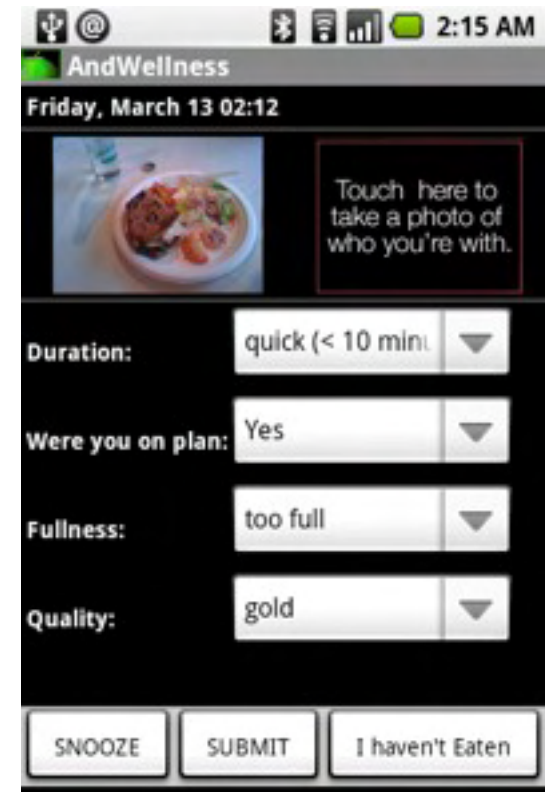 2:15 AM
AndWellness
Friday, March 13 02:12
Touch here to
take a photo of
who you're with.
Duration: quick (< 10 minu
Were you on plan: Yes
Fullness: too full
Quality: gold
SNOOZE SUBMIT I haven't Eaten